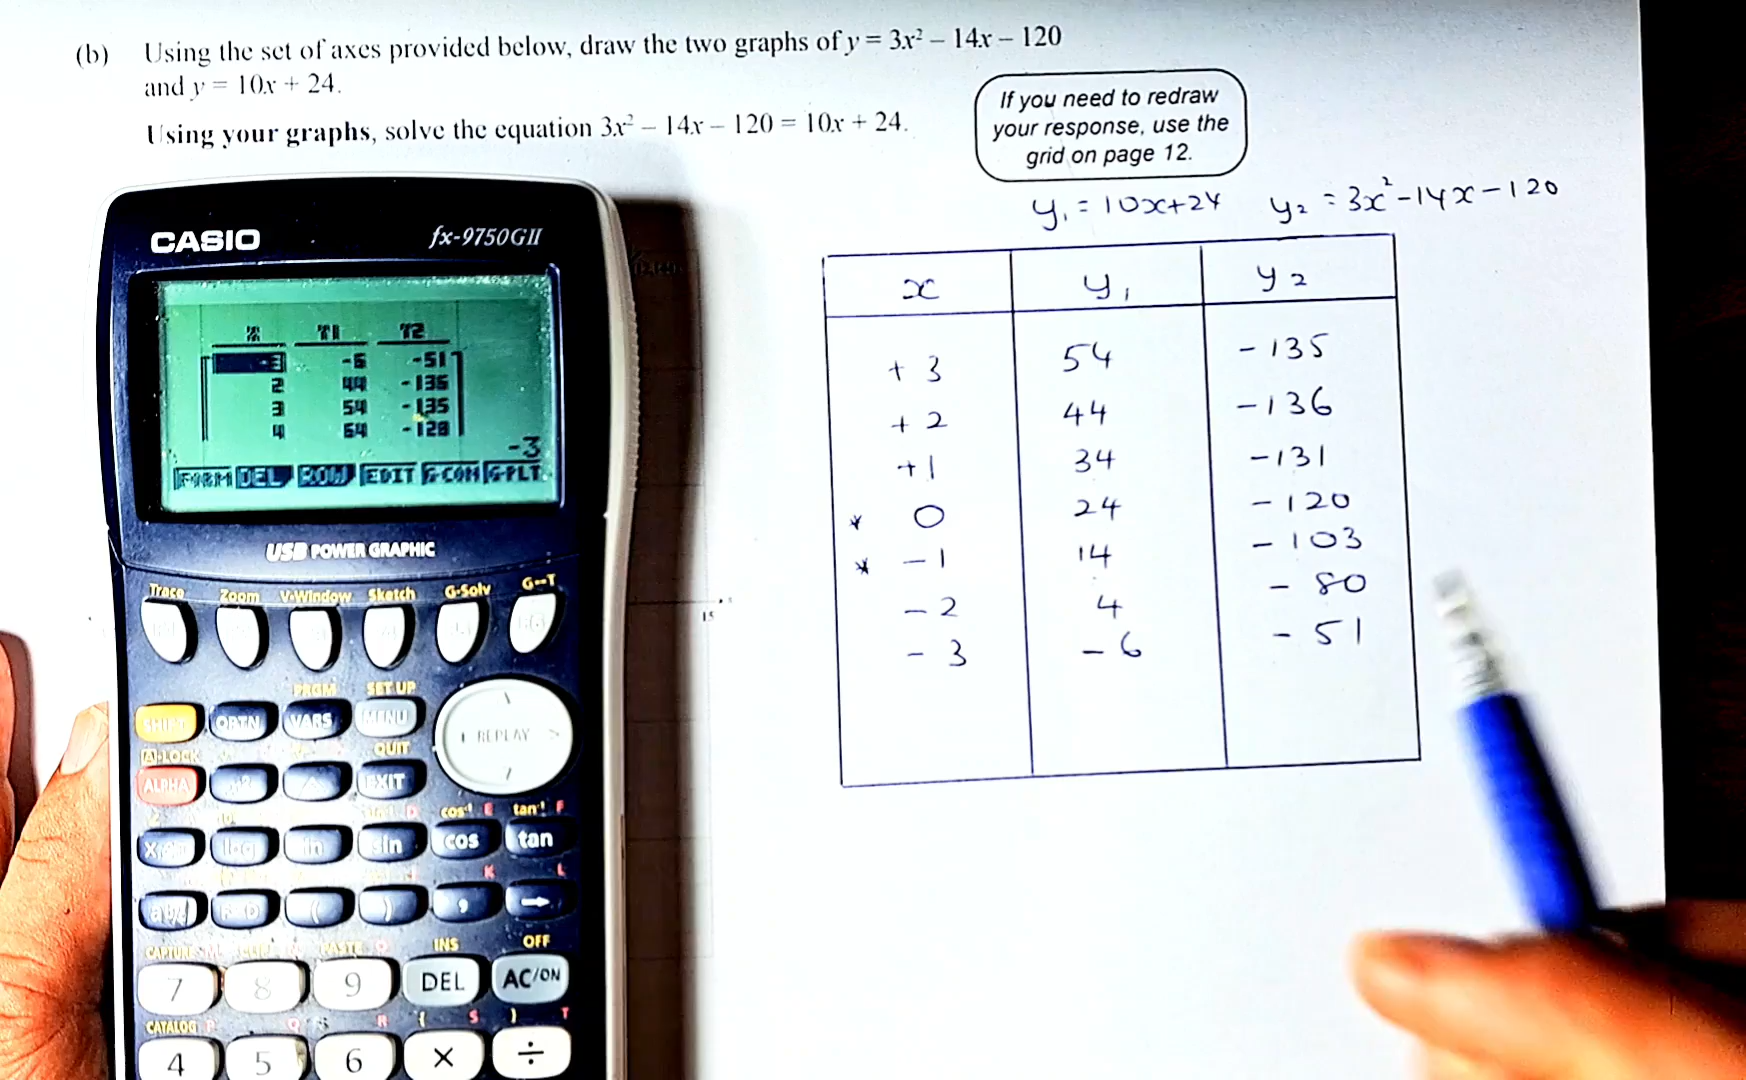 (b) Using the set of axes provided below, draw the two graphs of y = 3x² – 14x – 120
and y = 10x + 24.
Using your graphs, solve the equation 3x² – 14x – 120 = 10x + 24.
If you need to redraw
your response, use the
grid on page 12.
y₁ = 10x+24 y₂ = 3x²-14x-120
x y₁ y₂
+3 54 -135
+2 44 -136
+1 34 -131
* 0 24 -120
* -1 14 -103
-2 4 -80
-3 -6 -51
CASIO fx-9750GII
X Y1 Y2
-3 -6 -51
2 44 -136
3 54 -135
4 64 -128
-3
FORM DEL ROW EDIT G-CON G-PLT
USB POWER GRAPHIC
Trace Zoom V-Window Sketch G-Solv G↔T
PRGM SET UP
SHIFT OPTN VARS MENU
REPLAY
A-LOCK QUIT
ALPHA x² ^ EXIT
cos⁻¹ E tan⁻¹ F
log ln sin cos tan
K L
( ) , →
CAPTURE PASTE INS OFF
7 8 9 DEL AC/ON
CATALOG P Q R { S } T
4 5 6 × ÷
15